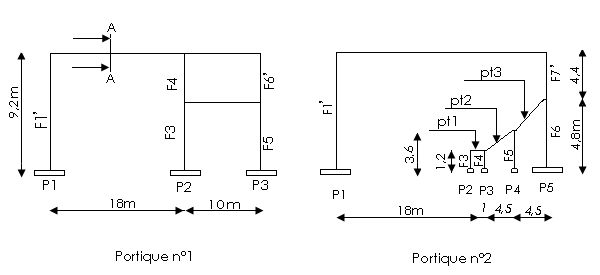 A
A
9,2m
F1'
F4
F6'
F3
F5
P1
P2
P3
18m
10m
Portique n°1
F1'
F7'
4,4
pt3
pt2
pt1
3,6
1,2
F3
F4
F5
F6
4,8m
P1
P2
P3
P4
P5
18m
1
4,5
4,5
Portique n°2